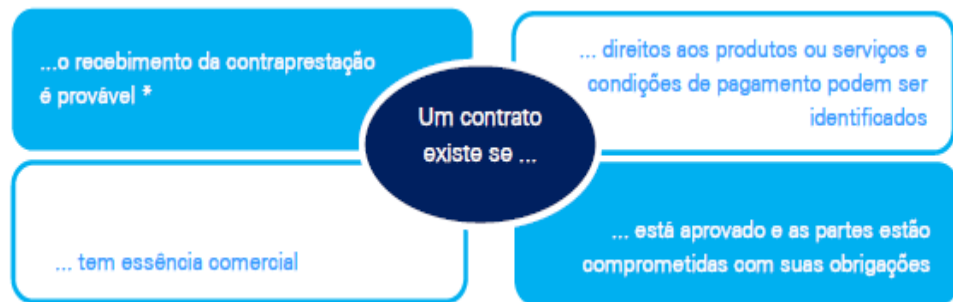 ...o recebimento da contraprestação
é provável *
... direitos aos produtos ou serviços e
condições de pagamento podem ser
identificados
Um contrato
existe se ...
... tem essência comercial
... está aprovado e as partes estão
comprometidas com suas obrigações